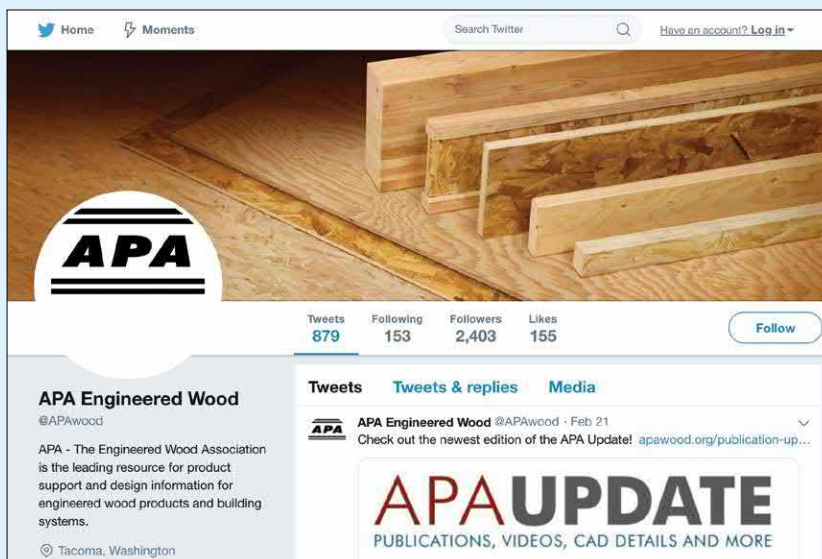 Home Moments Search Twitter Have an account? Log in
APA
Tweets Following Followers Likes
879 153 2,403 155 Follow
APA Engineered Wood
@APAwood
APA - The Engineered Wood Association
is the leading resource for product
support and design information for
engineered wood products and building
systems.
Tacoma, Washington
Tweets Tweets & replies Media
APA
APA Engineered Wood @APAwood · Feb 21
Check out the newest edition of the APA Update! apawood.org/publication-up...
APA UPDATE
PUBLICATIONS, VIDEOS, CAD DETAILS AND MORE